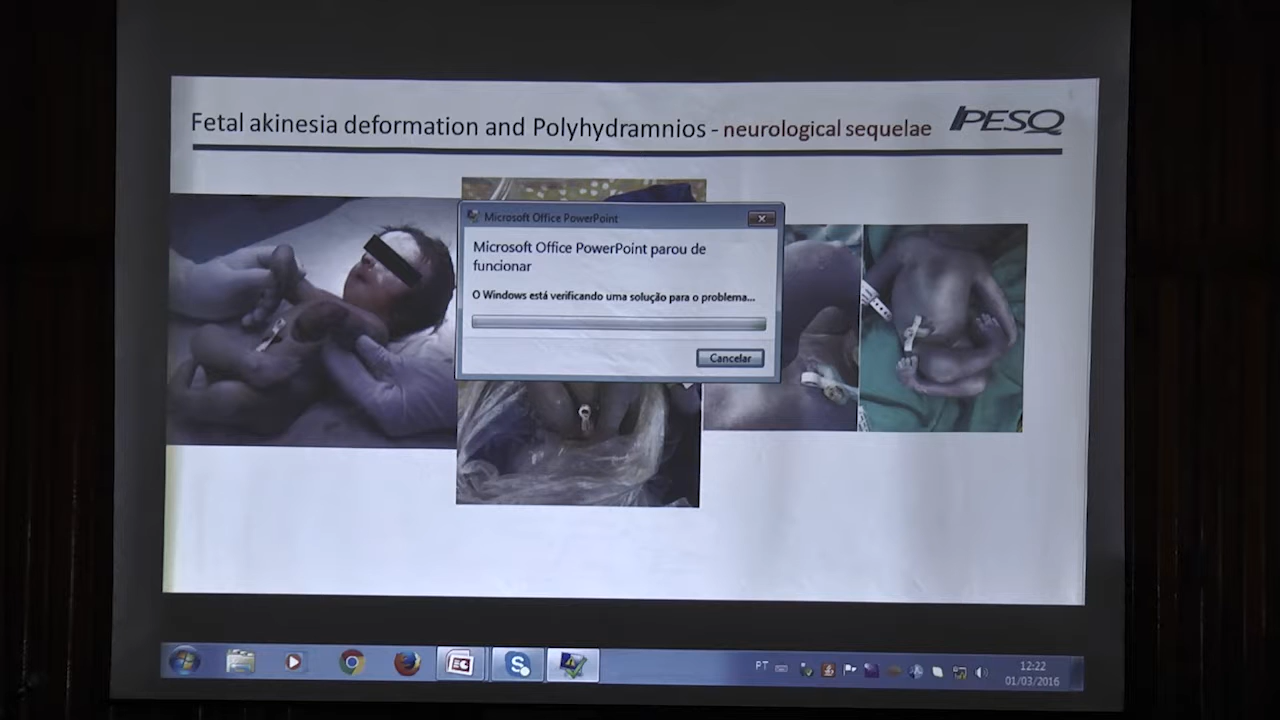 Fetal akinesia deformation and Polyhydramnios - neurological sequelae
IPESQ
Microsoft Office PowerPoint
Microsoft Office PowerPoint parou de
funcionar
O Windows está verificando uma solução para o problema...
Cancelar
PT
12:22
01/03/2016